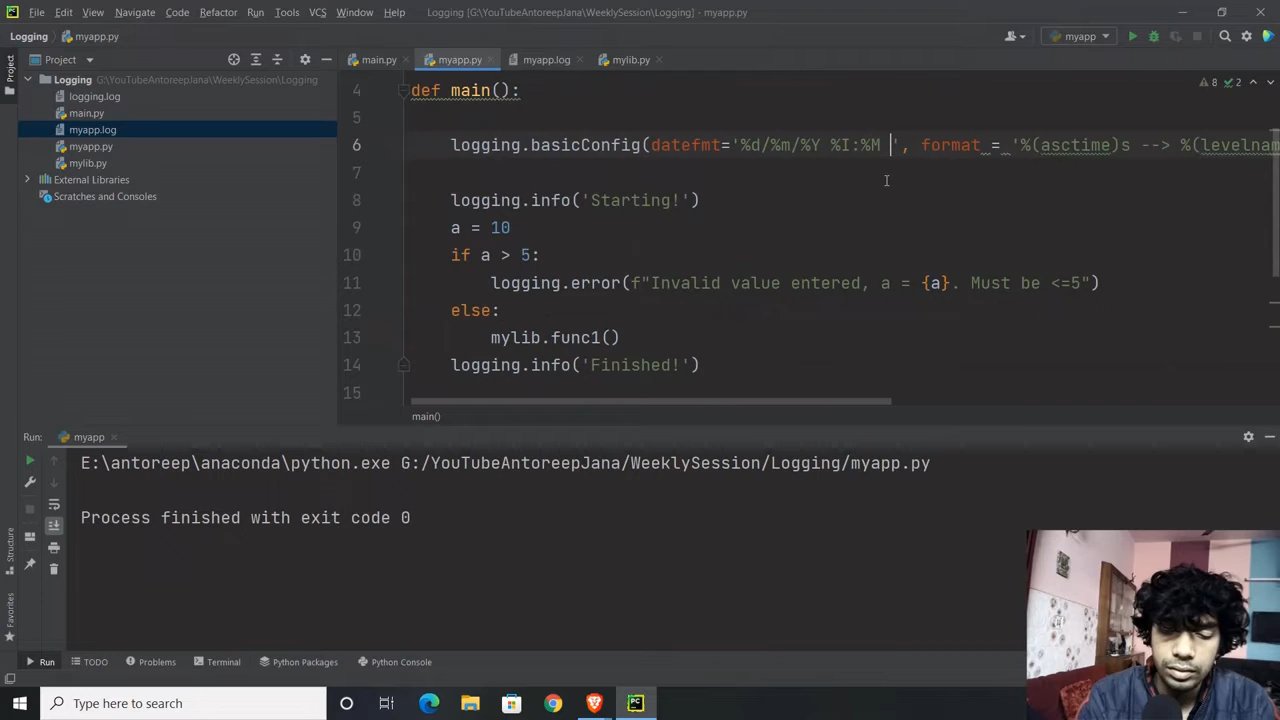 File Edit View Navigate Code Refactor Run Tools VCS Window Help Logging [G:\YouTubeAntoreepJana\WeeklySession\Logging] - myapp.py
Logging myapp.py myapp
Project
Project
main.py myapp.py myapp.log mylib.py
Logging G:\YouTubeAntoreepJana\WeeklySession\Logging
logging.log
main.py
myapp.log
myapp.py
mylib.py
External Libraries
Scratches and Consoles
8 2
4 def main():
5
6 logging.basicConfig(datefmt='%d/%m/%Y %I:%M ', format = '%(asctime)s --> %(levelnam
7
8 logging.info('Starting!')
9 a = 10
10 if a > 5:
11 logging.error(f"Invalid value entered, a = {a}. Must be <=5")
12 else:
13 mylib.func1()
14 logging.info('Finished!')
15
main()
Run: myapp
E:\antoreep\anaconda\python.exe G:/YouTubeAntoreepJana/WeeklySession/Logging/myapp.py
Process finished with exit code 0
Structure
Favorites
Run TODO Problems Terminal Python Packages Python Console
Type here to search